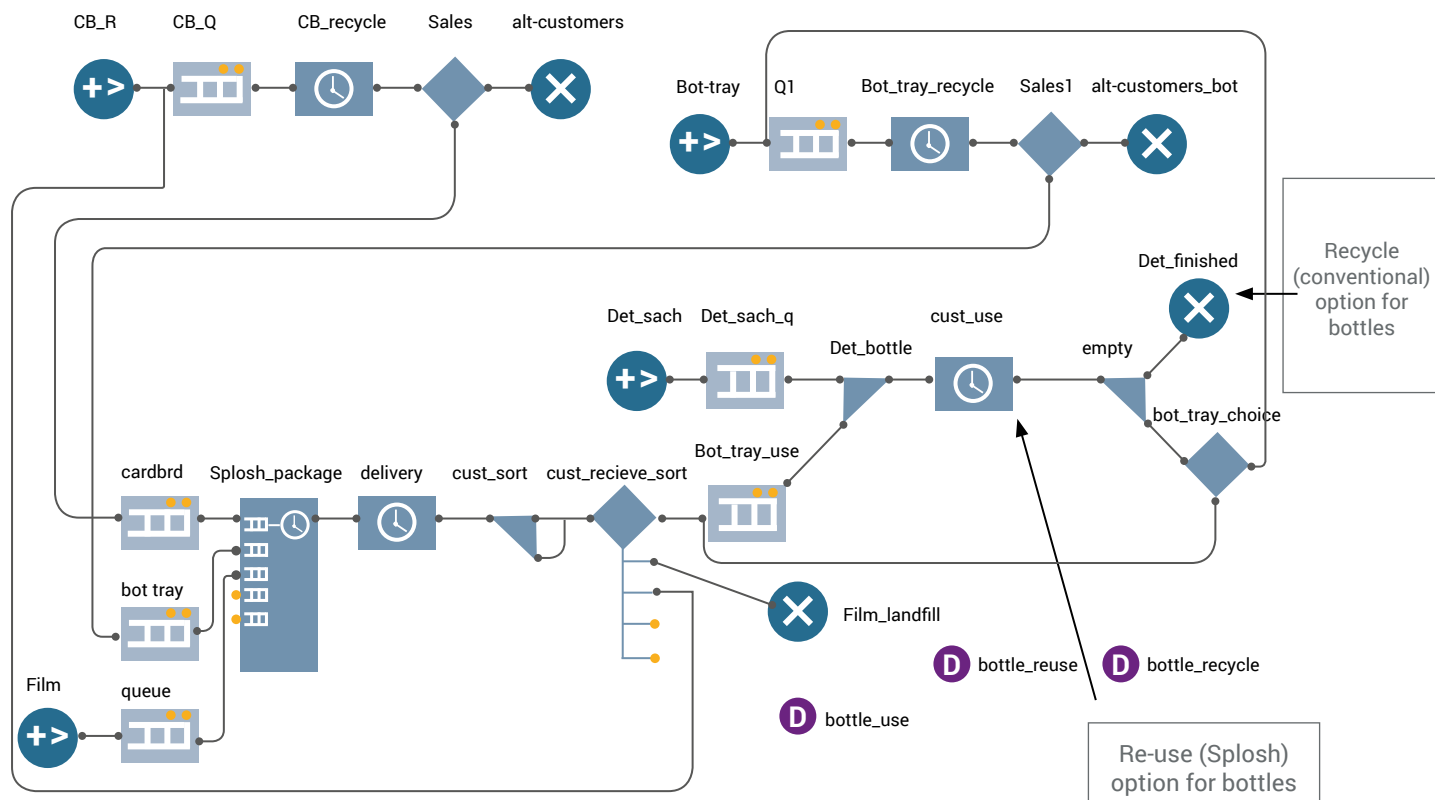 CB_R
CB_Q
CB_recycle
Sales
alt-customers
Bot-tray
Q1
Bot_tray_recycle
Sales1
alt-customers_bot
Recycle
(conventional)
option for
bottles
Det_finished
Det_sach
Det_sach_q
Det_bottle
cust_use
empty
bot_tray_choice
Bot_tray_use
cardbrd
Splosh_package
delivery
cust_sort
cust_recieve_sort
bot tray
Film_landfill
Film
queue
D
bottle_reuse
D
bottle_recycle
D
bottle_use
Re-use (Splosh)
option for bottles